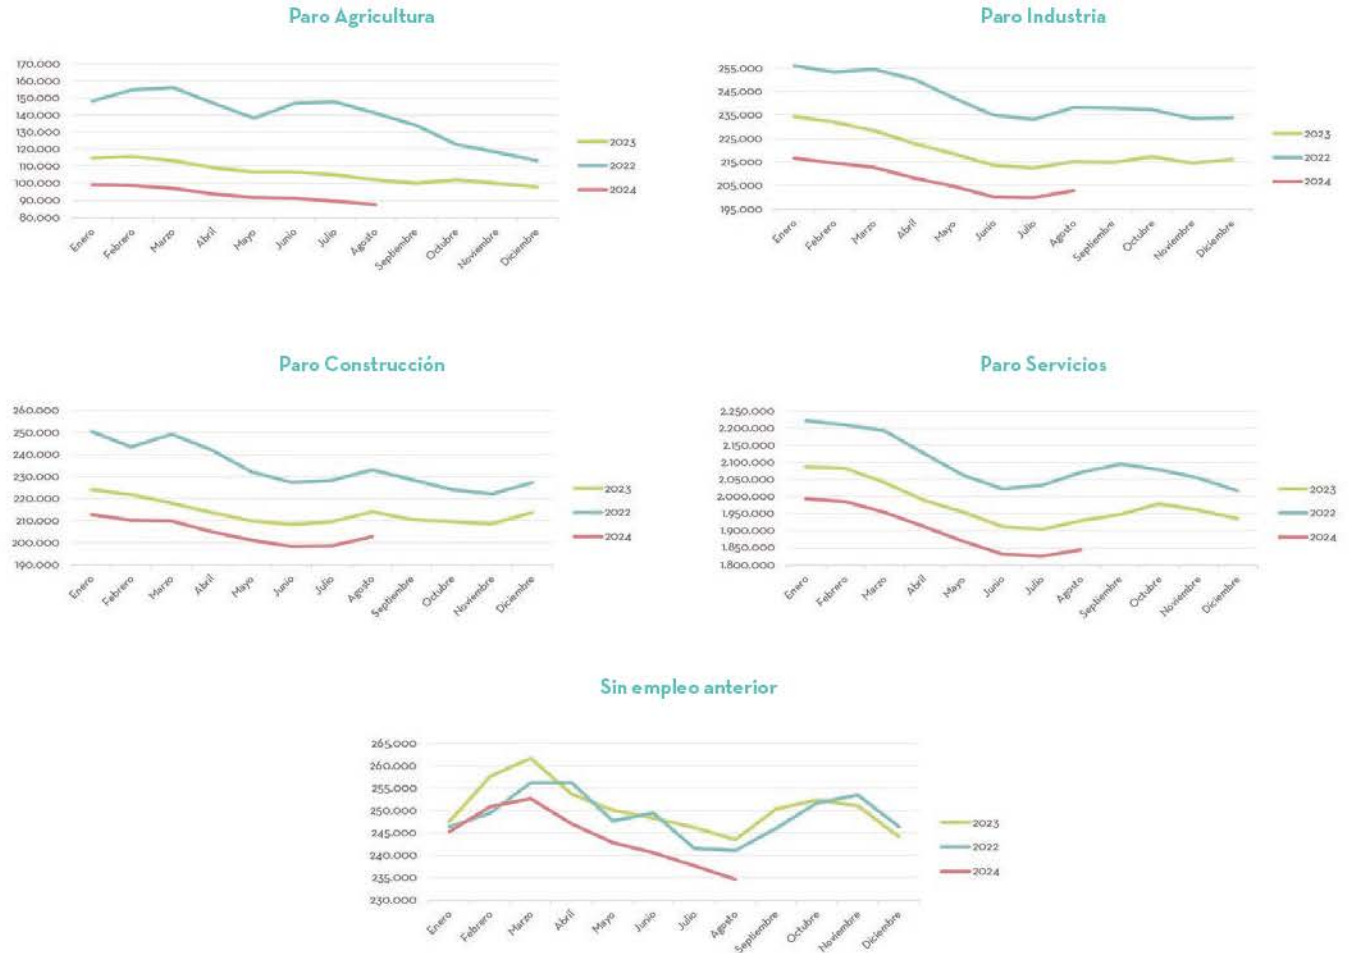 Paro Agricultura
170.000
160.000
150.000
140.000
130.000
120.000
110.000
100.000
90.000
80.000
Enero
Febrero
Marzo
Abril
Mayo
Junio
Julio
Agosto
Septiembre
Octubre
Noviembre
Diciembre
2023
2022
2024
Paro Industria
255.000
245.000
235.000
225.000
215.000
205.000
195.000
Enero
Febrero
Marzo
Abril
Mayo
Junio
Julio
Agosto
Septiembre
Octubre
Noviembre
Diciembre
2023
2022
2024
Paro Construcción
260.000
250.000
240.000
230.000
220.000
210.000
200.000
190.000
Enero
Febrero
Marzo
Abril
Mayo
Junio
Julio
Agosto
Septiembre
Octubre
Noviembre
Diciembre
2023
2022
2024
Paro Servicios
2.250.000
2.200.000
2.150.000
2.100.000
2.050.000
2.000.000
1.950.000
1.900.000
1.850.000
1.800.000
Enero
Febrero
Marzo
Abril
Mayo
Junio
Julio
Agosto
Septiembre
Octubre
Noviembre
Diciembre
2023
2022
2024
Sin empleo anterior
265.000
260.000
255.000
250.000
245.000
240.000
235.000
230.000
Enero
Febrero
Marzo
Abril
Mayo
Junio
Julio
Agosto
Septiembre
Octubre
Noviembre
Diciembre
2023
2022
2024